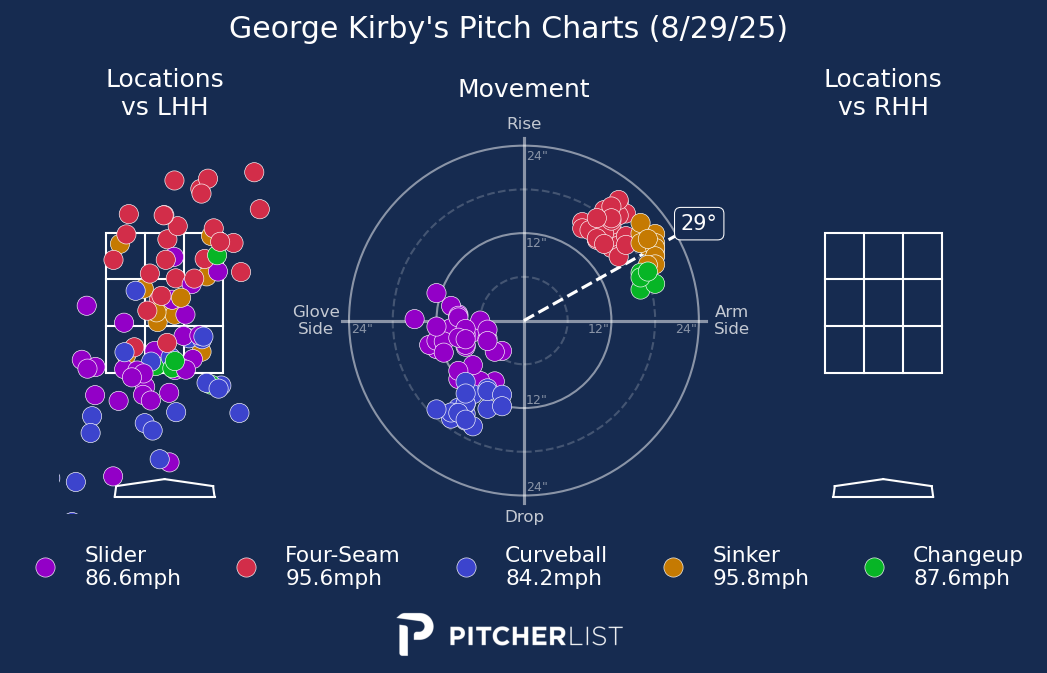 George Kirby's Pitch Charts (8/29/25)
Locations
vs LHH
Movement
Locations
vs RHH
Rise
24"
29°
12"
Glove
Side
24"
12"
24"
Arm
Side
12"
24"
Drop
Slider
86.6mph
Four-Seam
95.6mph
Curveball
84.2mph
Sinker
95.8mph
Changeup
87.6mph
PITCHERLIST